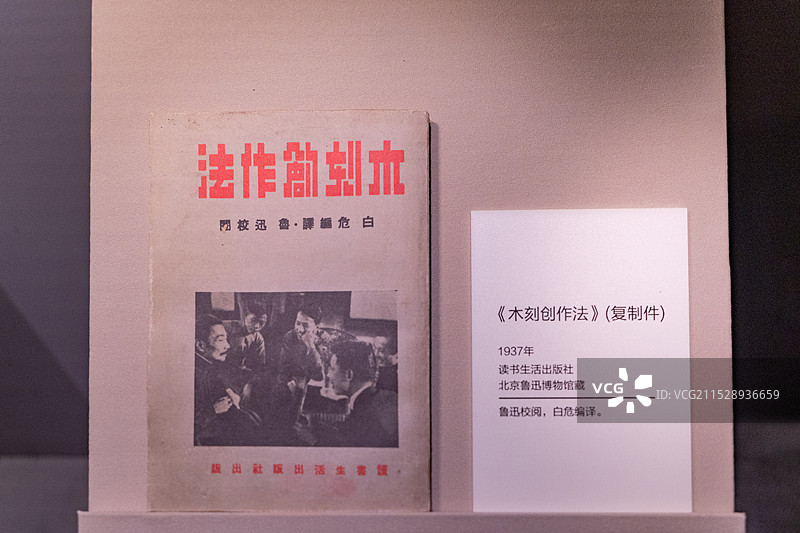 木刻創作法
白危編譯·魯迅校閱
讀書生活出版社出版
《木刻创作法》(复制件)
1937年
读书生活出版社
北京鲁迅博物馆藏
鲁迅校阅，白危编译。
VCG
ID:VCG211528936659